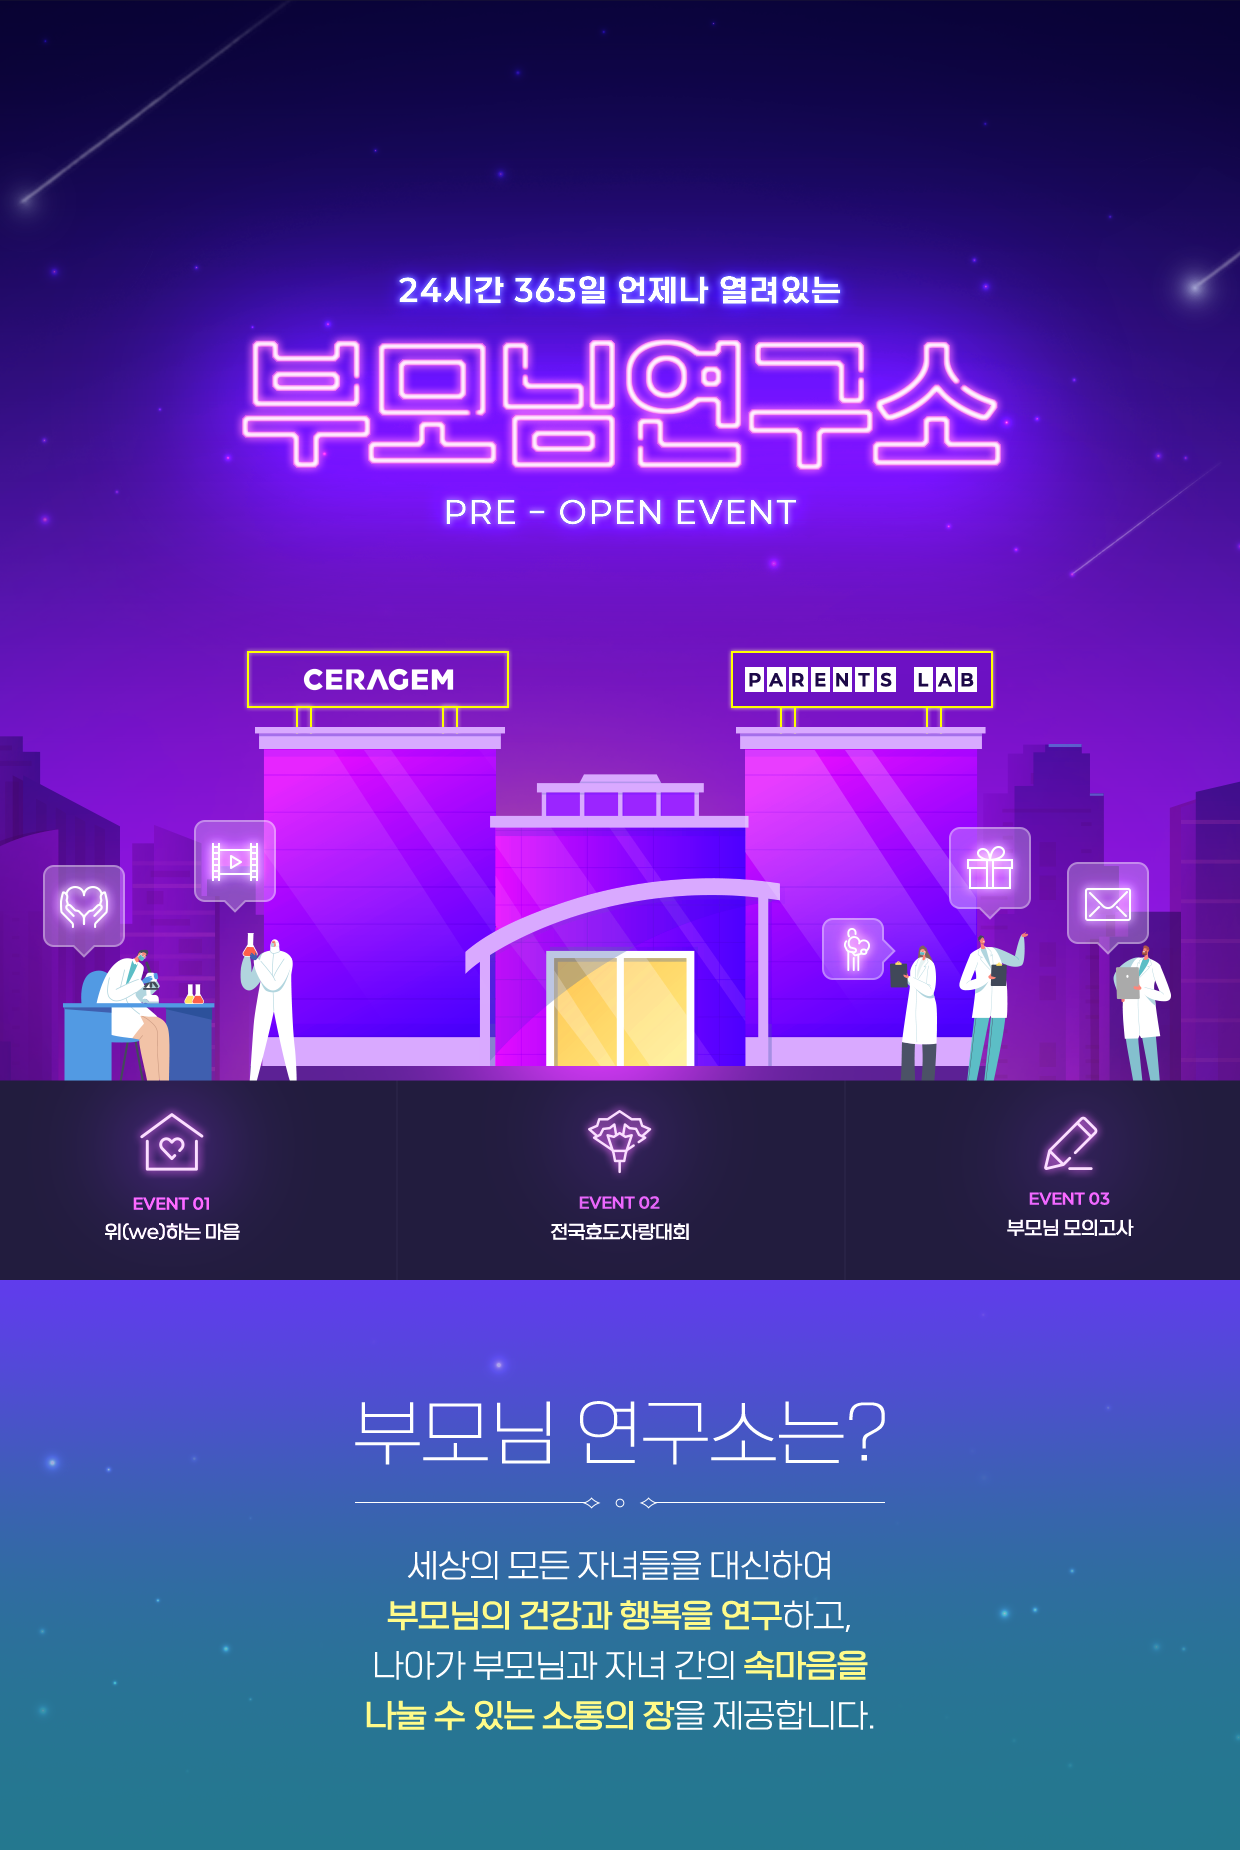 24시간 365일 언제나 열려있는
부모님연구소
PRE - OPEN EVENT
CERAGEM
PARENTS LAB
EVENT 01
위(we)하는 마음
EVENT 02
전국효도자랑대회
EVENT 03
부모님 모의고사
부모님 연구소는?
세상의 모든 자녀들을 대신하여
부모님의 건강과 행복을 연구하고,
나아가 부모님과 자녀 간의 속마음을
나눌 수 있는 소통의 장을 제공합니다.